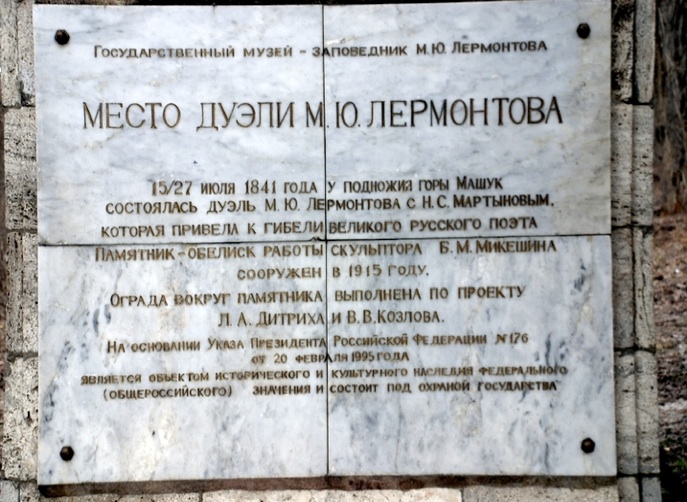 Государственный музей - заповедник М.Ю. Лермонтова
Место дуэли М.Ю. Лермонтова
15/27 июля 1841 года у подножия горы Машук
состоялась дуэль М.Ю. Лермонтова с Н.С. Мартыновым,
которая привела к гибели великого русского поэта
Памятник-обелиск работы скульптора Б.М. Микешина
сооружен в 1915 году.
Ограда вокруг памятника выполнена по проекту
Л.А. Дитриха и В.В. Козлова.
На основании Указа Президента Российской Федерации №176
от 20 февраля 1995 года
является объектом исторического и культурного наследия федерального
(общероссийского) значения и состоит под охраной государства